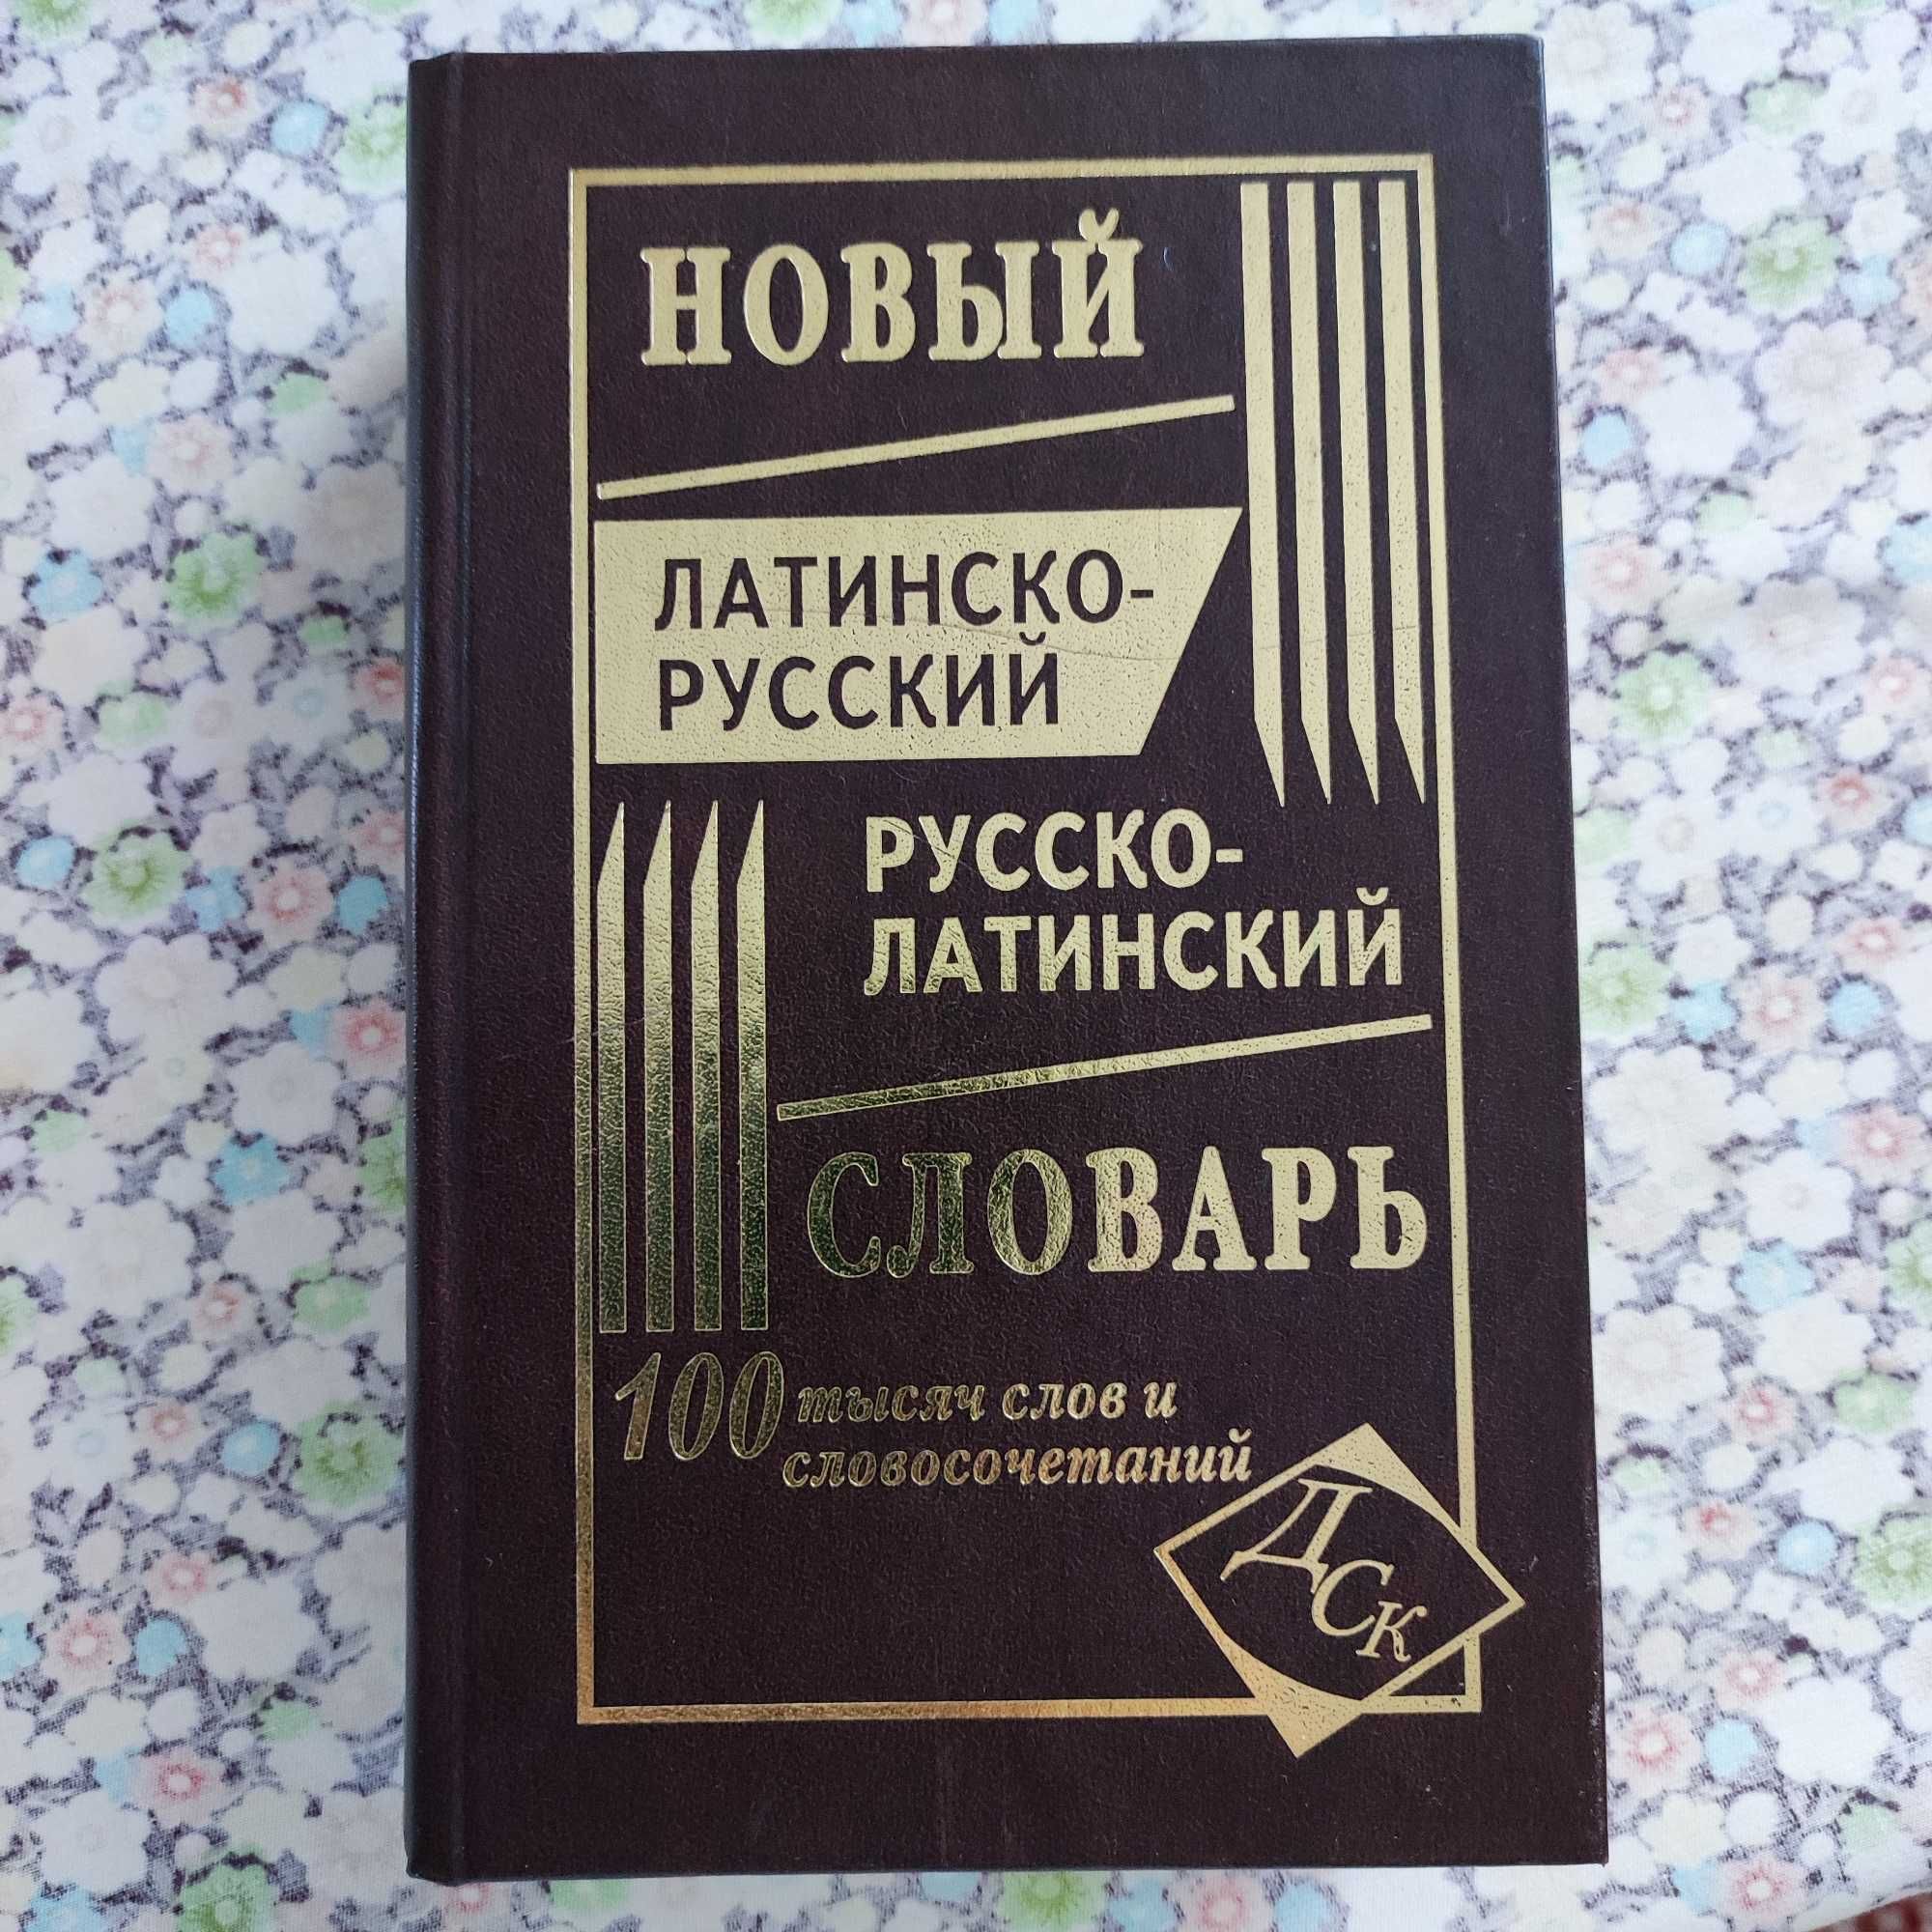 НОВЫЙ
ЛАТИНСКО-
РУССКИЙ
РУССКО-
ЛАТИНСКИЙ
СЛОВАРЬ
100 тысяч слов и
словосочетаний
ДСК